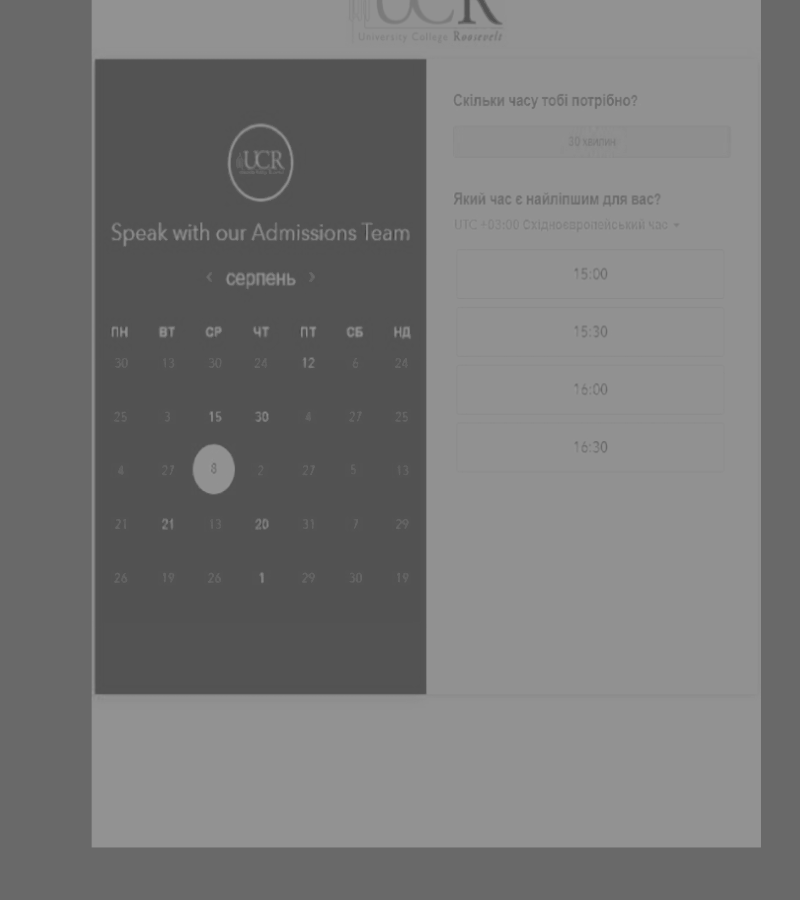 UCR
University College Roosevelt
UCR
Speak with our Admissions Team
< серпень >
ПН ВТ СР ЧТ ПТ СБ НД
30 13 30 24 12 6 24
25 3 15 30 4 27 25
4 27 8 2 27 5 13
21 21 13 20 31 7 29
26 19 26 1 29 30 19
Скільки часу тобі потрібно?
30 хвилин
Який час є найліпшим для вас?
UTC +03:00 Східноєвропейський час
15:00
15:30
16:00
16:30